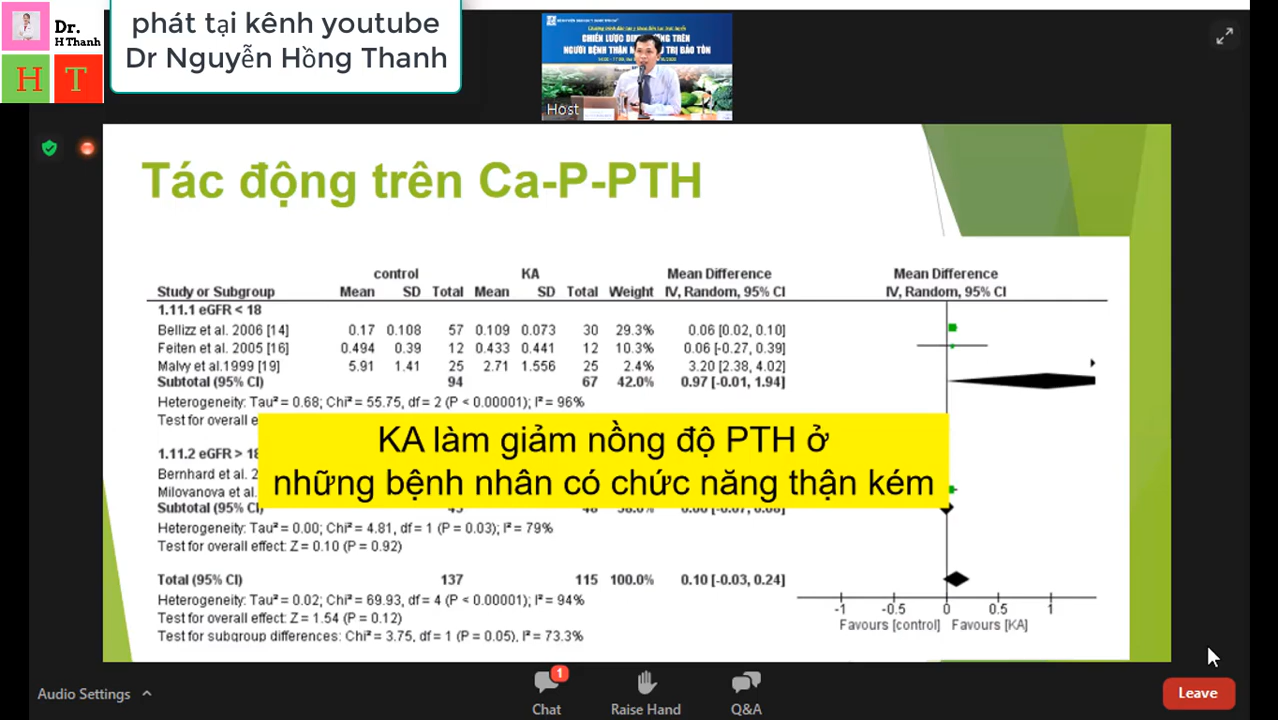 Dr.
H Thanh
H T
phát tại kênh youtube
Dr Nguyễn Hồng Thanh
CHIẾN LƯỢC DINH DƯỠNG TRÊN
Host
Tác động trên Ca-P-PTH
control KA Mean Difference Mean Difference
Study or Subgroup Mean SD Total Mean SD Total Weight IV, Random, 95% CI IV, Random, 95% CI
1.11.1 eGFR < 18
Bellizz et al. 2006 [14] 0.17 0.108 57 0.109 0.073 30 29.3% 0.06 [0.02, 0.10]
Feiten et al. 2005 [16] 0.494 0.39 12 0.433 0.441 12 10.3% 0.06 [-0.27, 0.39]
Malvy et al.1999 [19] 5.91 1.41 25 2.71 1.556 25 2.4% 3.20 [2.38, 4.02]
Subtotal (95% CI) 94 67 42.0% 0.97 [-0.01, 1.94]
Heterogeneity: Tau² = 0.68; Chi² = 55.75, df = 2 (P < 0.00001); I² = 96%
Test for overall e
1.11.2 eGFR > 18
Bernhard et al. 2
Milovanova et al.
KA làm giảm nồng độ PTH ở
những bệnh nhân có chức năng thận kém
Subtotal (95% CI)
Heterogeneity: Tau² = 0.00; Chi² = 4.81, df = 1 (P = 0.03); I² = 79%
Test for overall effect: Z = 0.10 (P = 0.92)
Total (95% CI) 137 115 100.0% 0.10 [-0.03, 0.24]
Heterogeneity: Tau² = 0.02; Chi² = 69.93, df = 4 (P < 0.00001); I² = 94%
Test for overall effect: Z = 1.54 (P = 0.12)
Test for subgroup differences: Chi² = 3.75, df = 1 (P = 0.05), I² = 73.3%
-1 -0.5 0 0.5 1
Favours [control] Favours [KA]
Audio Settings
1
Chat
Raise Hand
Q&A
Leave